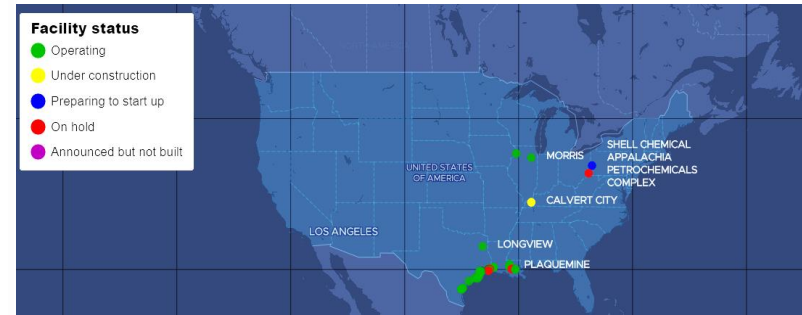 Facility status
Operating
Under construction
Preparing to start up
On hold
Announced but not built
UNITED STATES
OF AMERICA
LOS ANGELES
MORRIS
SHELL CHEMICAL
APPALACHIA
PETROCHEMICALS
COMPLEX
CALVERT CITY
LONGVIEW
PLAQUEMINE